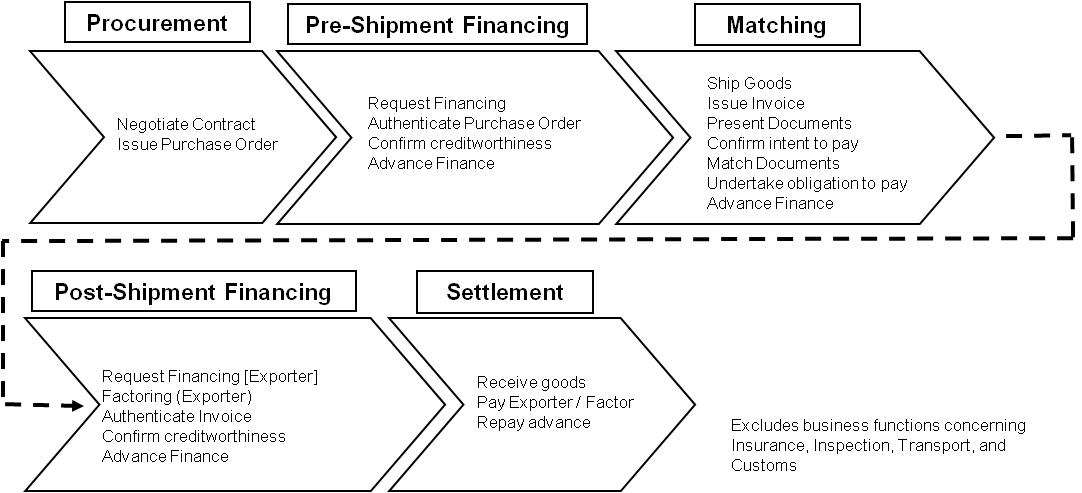 Procurement
Pre-Shipment Financing
Matching
Negotiate Contract
Issue Purchase Order
Request Financing
Authenticate Purchase Order
Confirm creditworthiness
Advance Finance
Ship Goods
Issue Invoice
Present Documents
Confirm intent to pay
Match Documents
Undertake obligation to pay
Advance Finance
Post-Shipment Financing
Settlement
Request Financing [Exporter]
Factoring (Exporter)
Authenticate Invoice
Confirm creditworthiness
Advance Finance
Receive goods
Pay Exporter / Factor
Repay advance
Excludes business functions concerning
Insurance, Inspection, Transport, and
Customs